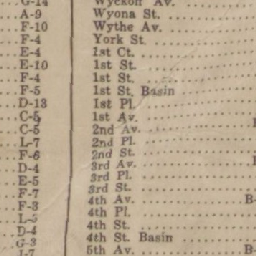 G-14 Wyckoff Av.
A-9 Wyona St.
F-10 Wythe Av.
F-4 York St.
E-4 1st Ct.
E-10 1st St.
F-4 1st St.
F-5 1st St. Basin
D-13 1st Pl.
C-5 1st Av.
C-5 2nd Av.
L-7 2nd Pl.
F-6 2nd St.
D-4 3rd Av.
E-5 3rd Pl.
F-7 3rd St.
F-3 4th Av. B-
4th Pl.
D-4 4th St.
G-3 4th St. Basin
5th Av. B-